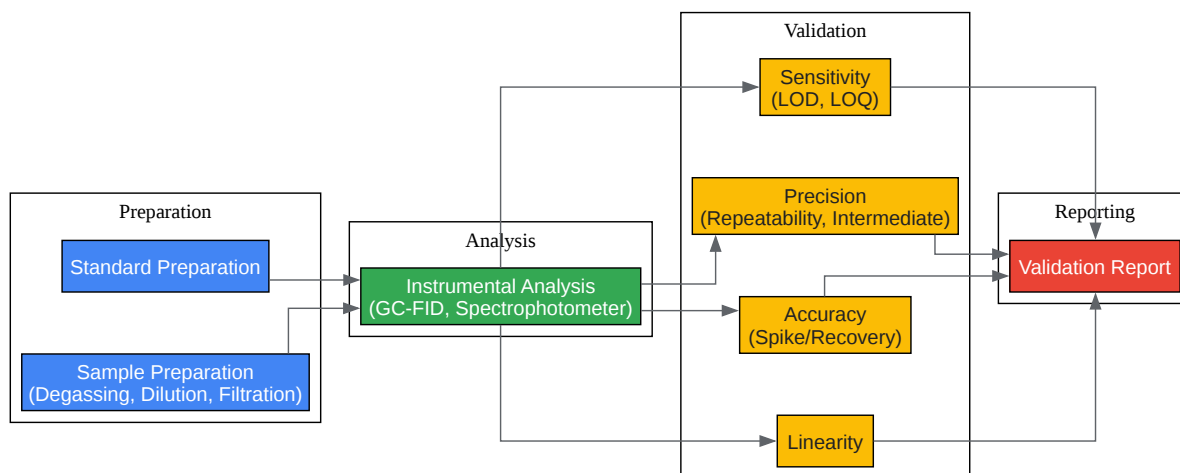 Preparation
Standard Preparation
Sample Preparation
(Degassing, Dilution, Filtration)
Analysis
Instrumental Analysis
(GC-FID, Spectrophotometer)
Validation
Sensitivity
(LOD, LOQ)
Precision
(Repeatability, Intermediate)
Accuracy
(Spike/Recovery)
Linearity
Reporting
Validation Report